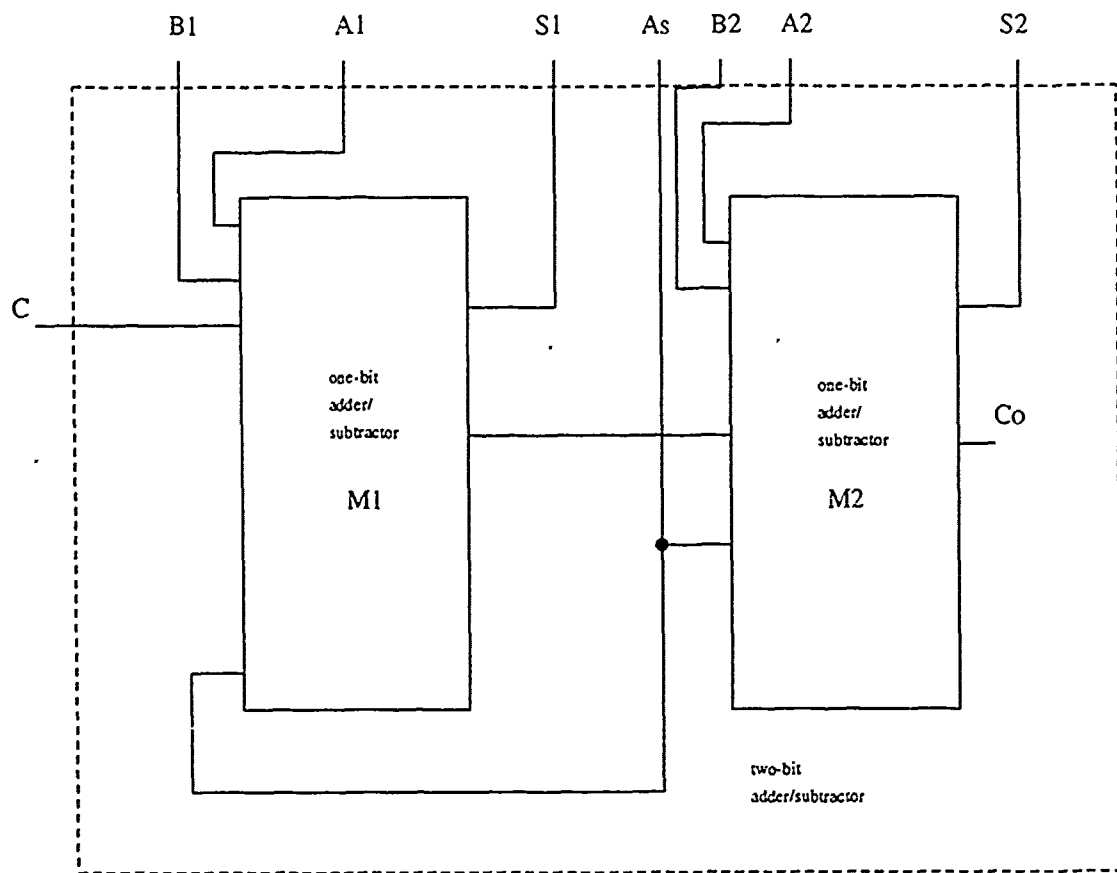 B1 A1 S1 As B2 A2 S2
C
one-bit
adder/
subtractor
M1
one-bit
adder/
subtractor
M2
Co
two-bit
adder/subtractor